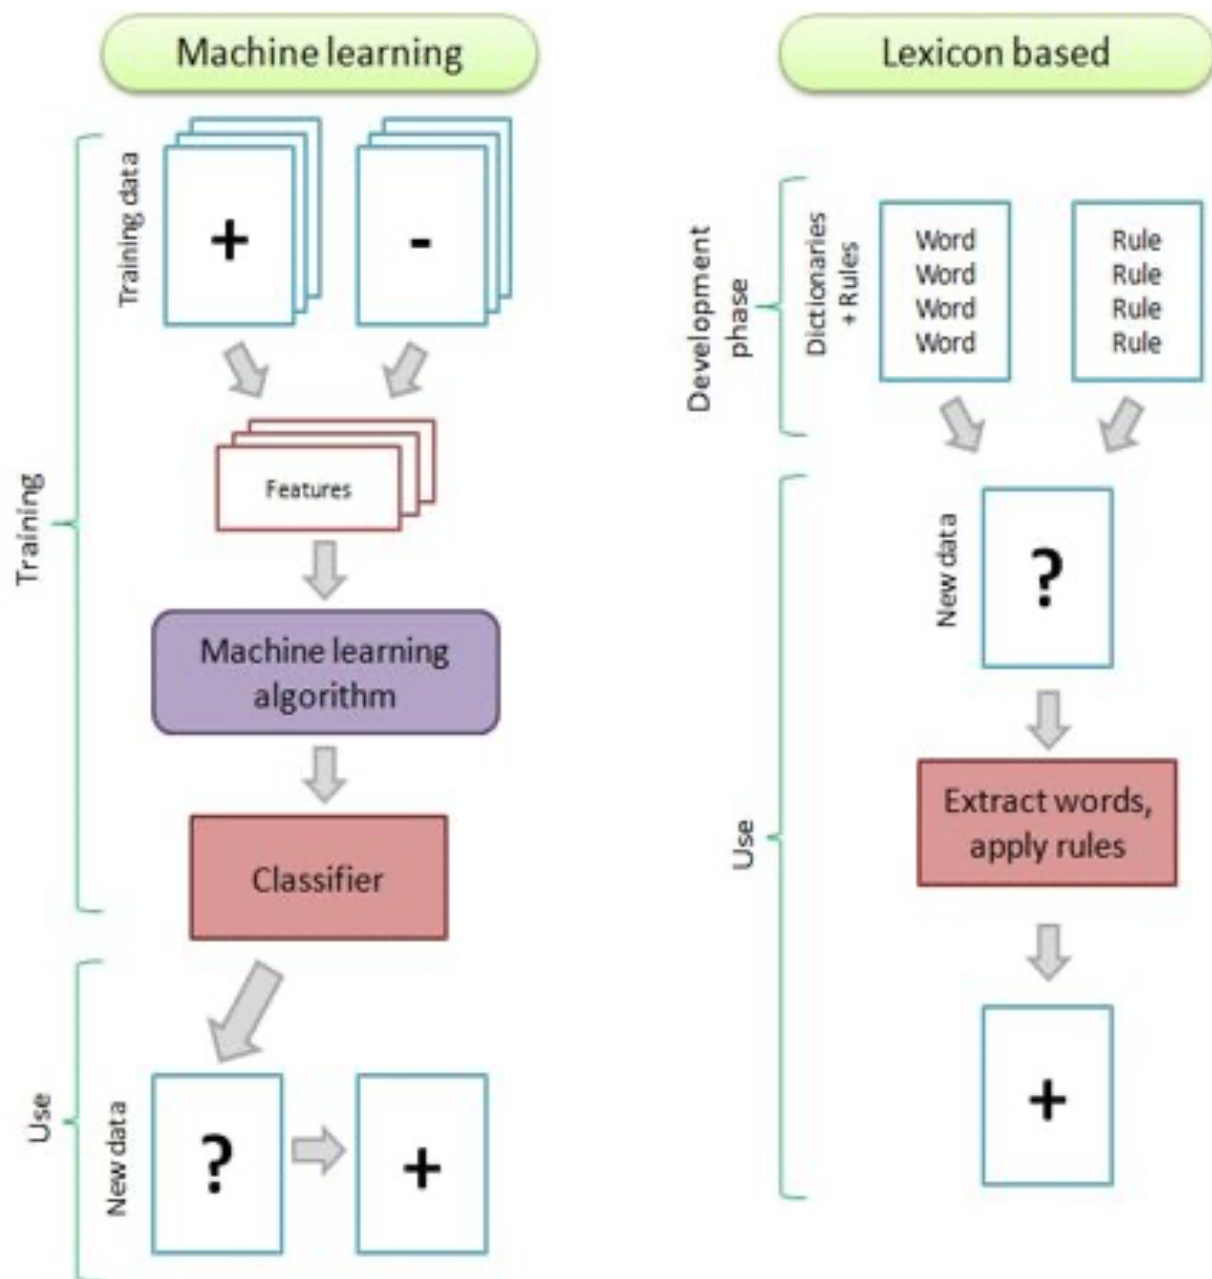 Machine learning
Training
Training data
+
-
Features
Machine learning
algorithm
Classifier
Use
New data
?
+
Lexicon based
Development
phase
Dictionaries
+ Rules
Word
Word
Word
Word
Rule
Rule
Rule
Rule
Use
New data
?
Extract words,
apply rules
+